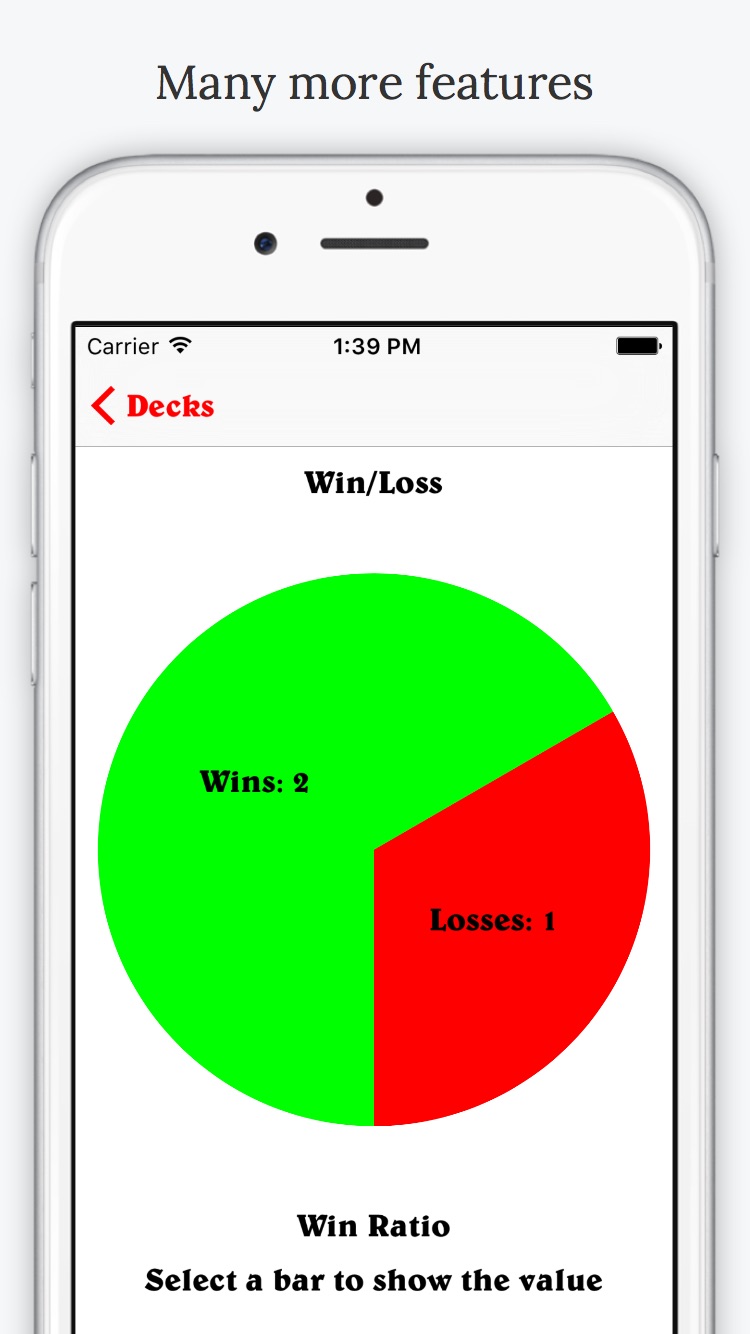 Many more features
Carrier 1:39 PM
Decks
Win/Loss
Wins: 2
Losses: 1
Win Ratio
Select a bar to show the value